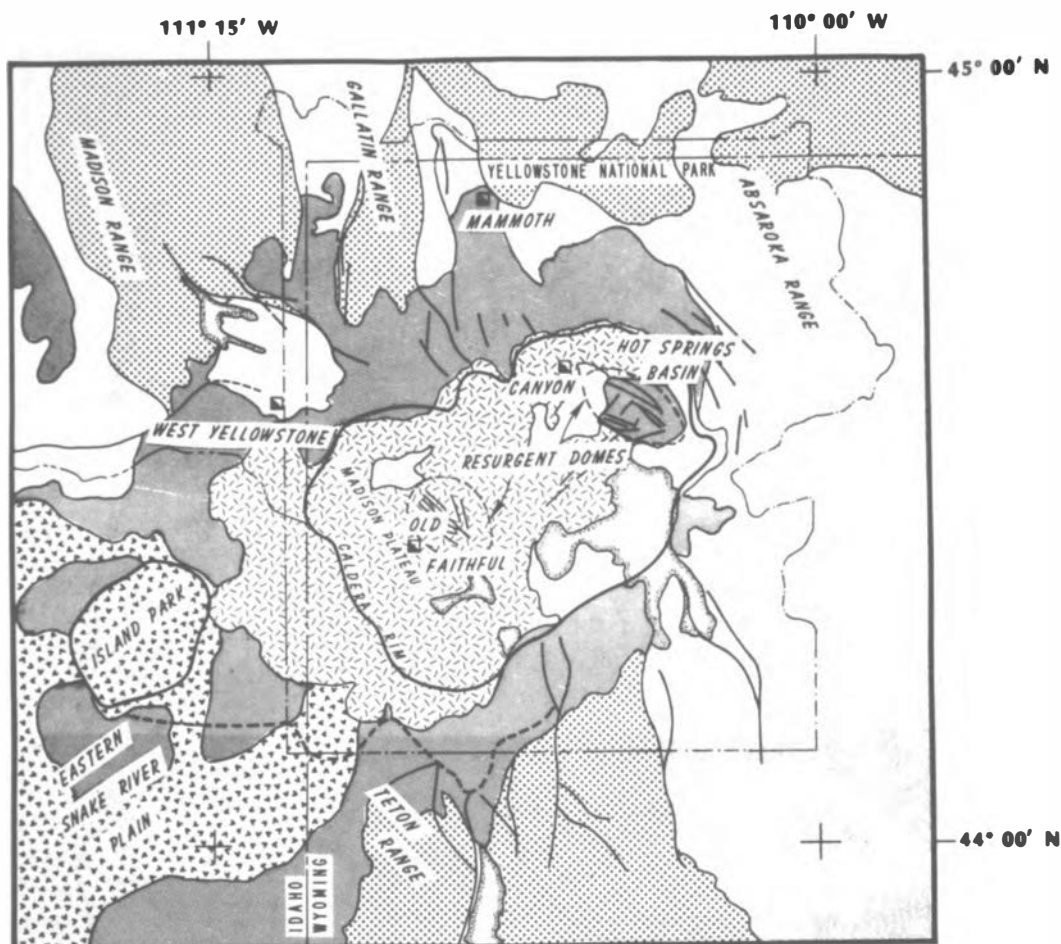 111° 15' W
110° 00' W
45° 00' N
MADISON RANGE
GALLATIN RANGE
YELLOWSTONE NATIONAL PARK
MAMMOTH
ABSAROKA RANGE
HOT SPRINGS
BASIN
CANYON
WEST YELLOWSTONE
RESURGENT DOMES
MADISON PLATEAU
OLD
FAITHFUL
CALDERA RIM
ISLAND PARK
EASTERN
SNAKE RIVER
PLAIN
TETON
RANGE
IDAHO
WYOMING
44° 00' N